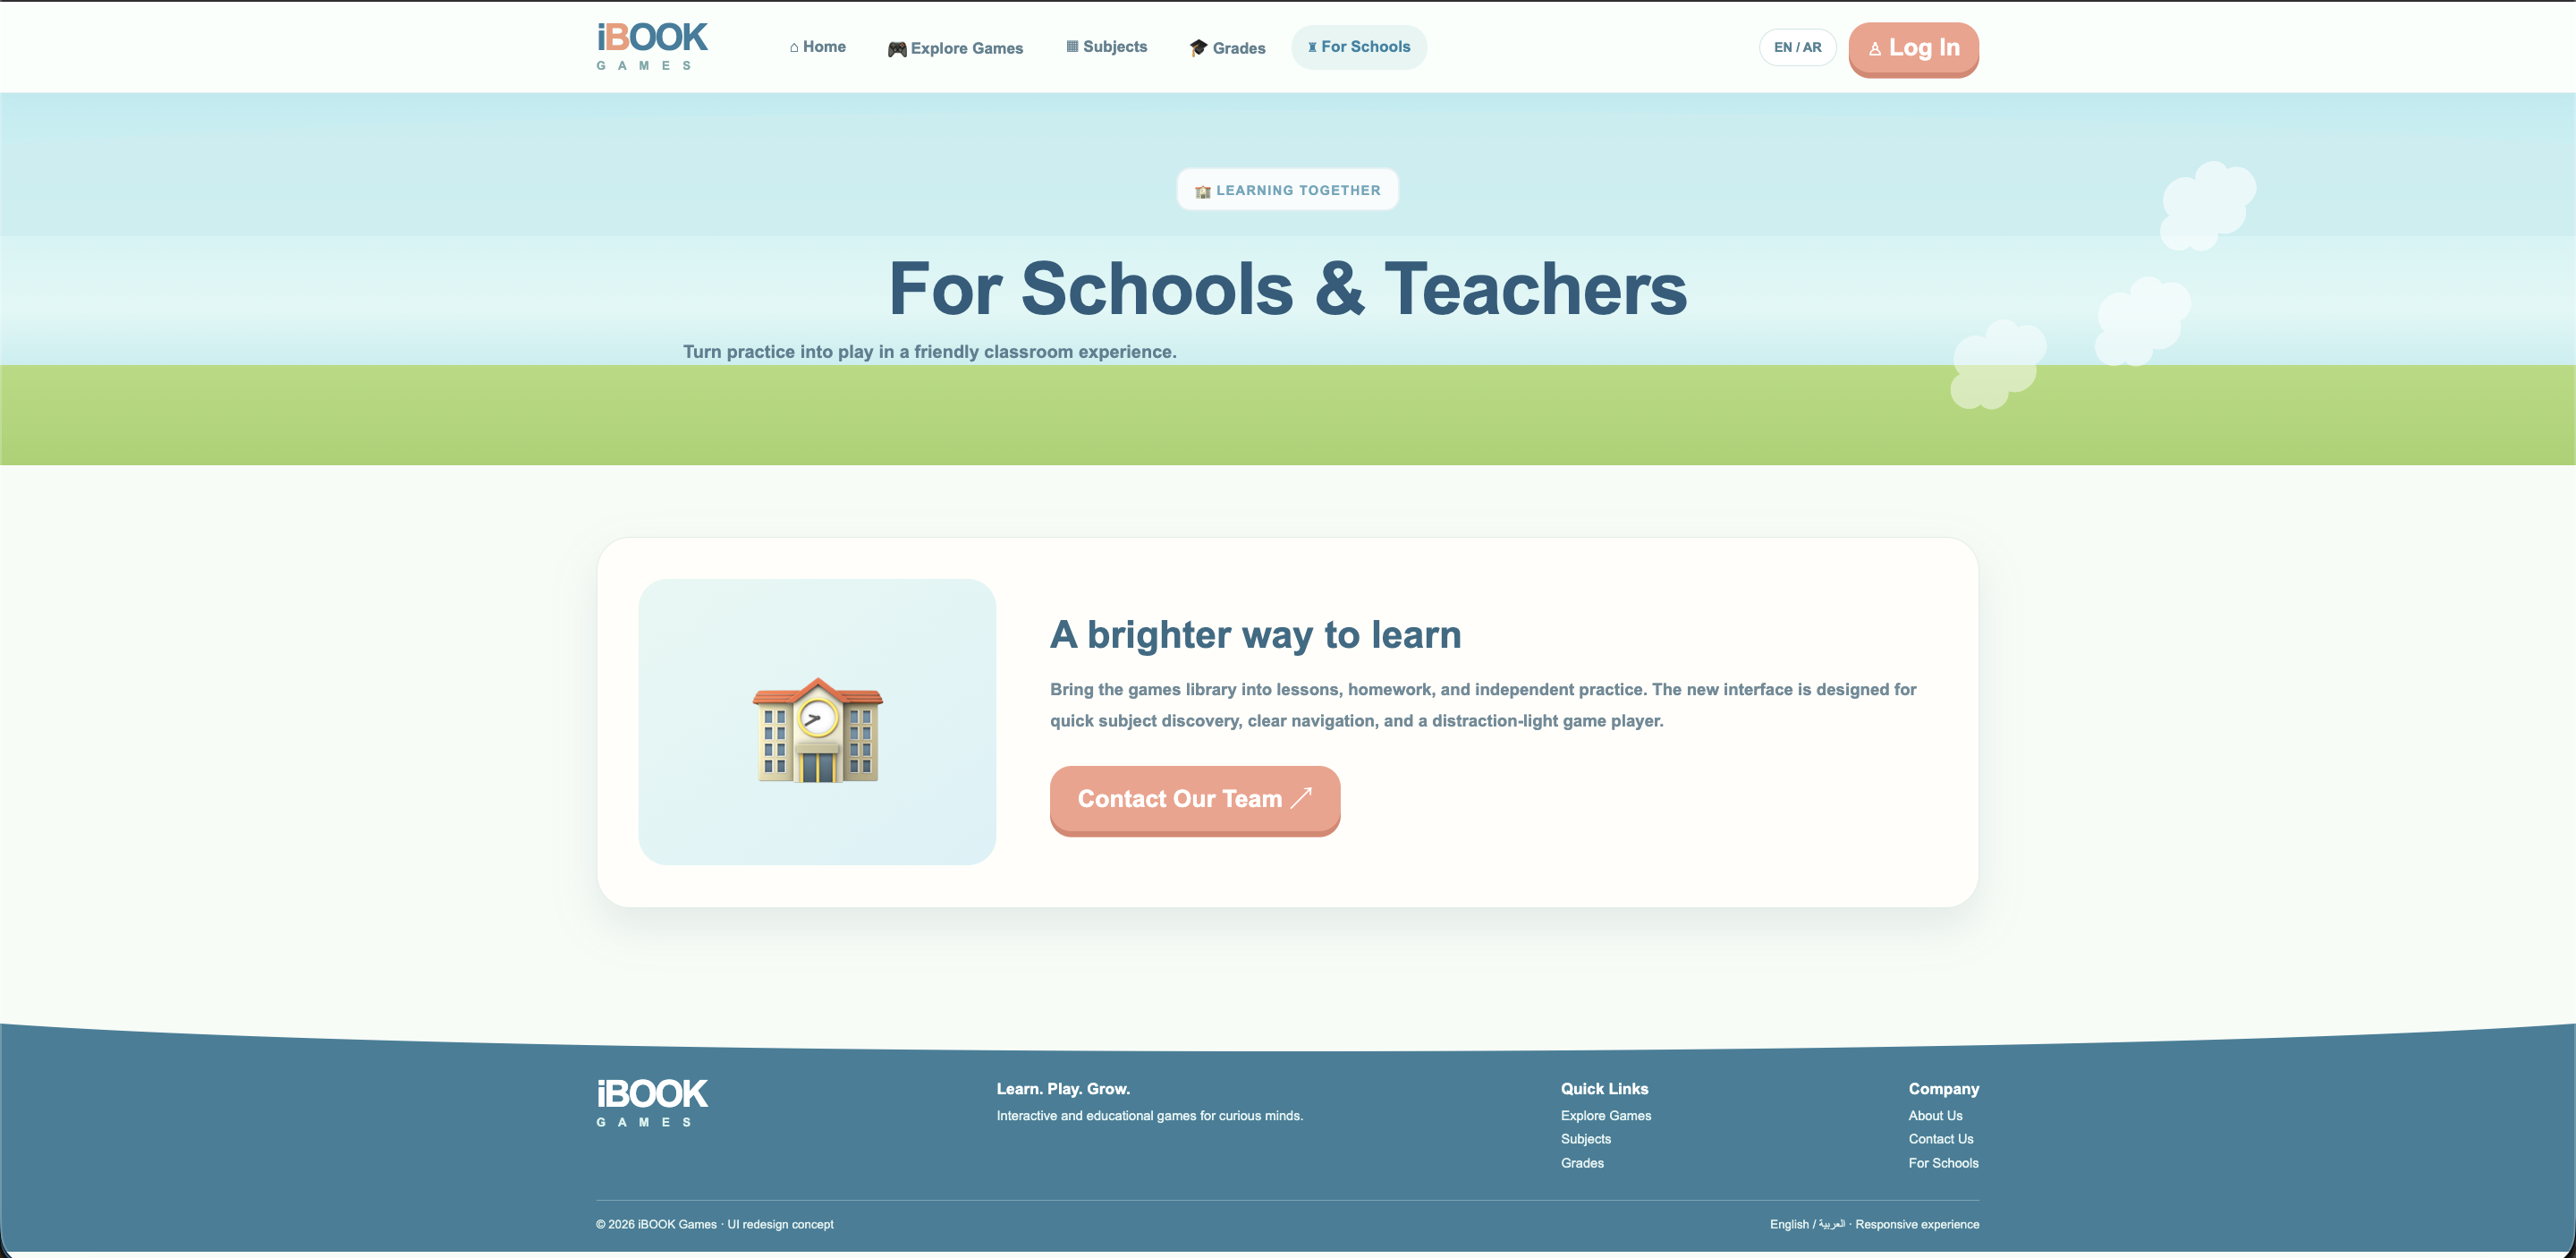 iBOOK
GAMES
Home
Explore Games
Subjects
Grades
For Schools
EN / AR
Log In
LEARNING TOGETHER
For Schools & Teachers
Turn practice into play in a friendly classroom experience.
A brighter way to learn
Bring the games library into lessons, homework, and independent practice. The new interface is designed for
quick subject discovery, clear navigation, and a distraction-light game player.
Contact Our Team ↗
iBOOK
GAMES
Learn. Play. Grow.
Interactive and educational games for curious minds.
Quick Links
Explore Games
Subjects
Grades
Company
About Us
Contact Us
For Schools
© 2026 iBOOK Games · UI redesign concept
English / العربية · Responsive experience